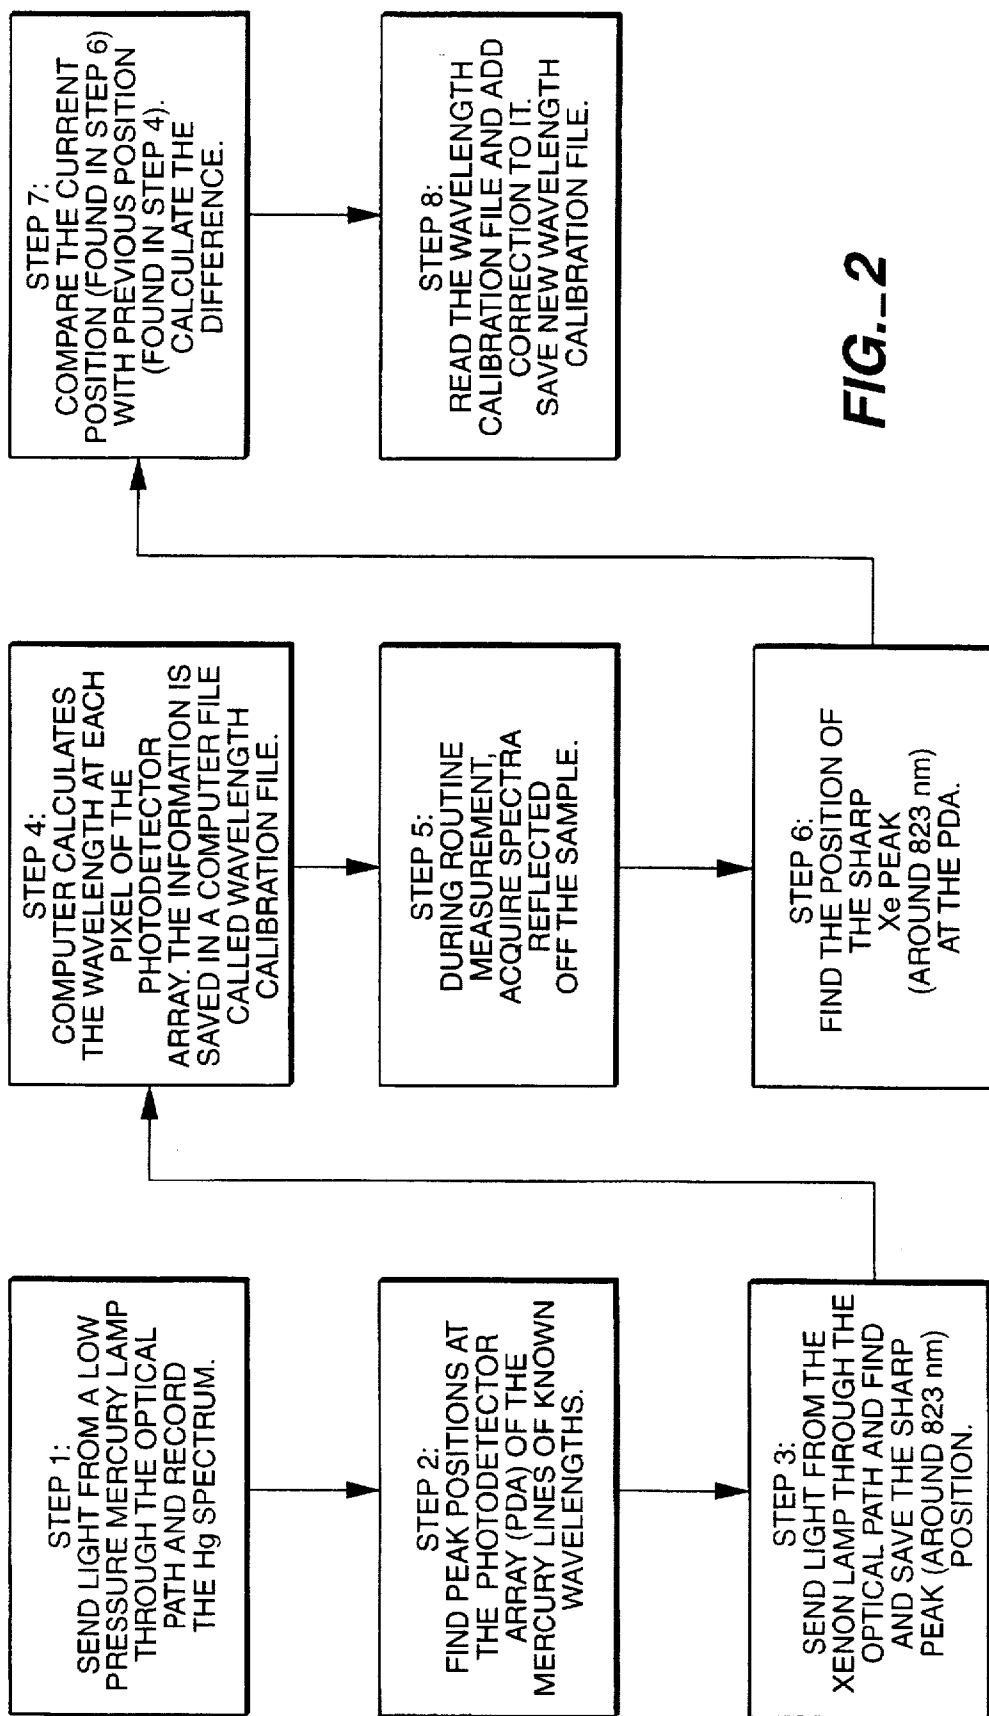 STEP 1:
SEND LIGHT FROM A LOW
PRESSURE MERCURY LAMP
THROUGH THE OPTICAL
PATH AND RECORD
THE Hg SPECTRUM.
STEP 2:
FIND PEAK POSITIONS AT
THE PHOTODETECTOR
ARRAY (PDA) OF THE
MERCURY LINES OF KNOWN
WAVELENGTHS.
STEP 3:
SEND LIGHT FROM THE
XENON LAMP THROUGH THE
OPTICAL PATH AND FIND
AND SAVE THE SHARP
PEAK (AROUND 823 nm)
POSITION.
STEP 4:
COMPUTER CALCULATES
THE WAVELENGTH AT EACH
PIXEL OF THE
PHOTODETECTOR
ARRAY. THE INFORMATION IS
SAVED IN A COMPUTER FILE
CALLED WAVELENGTH
CALIBRATION FILE.
STEP 5:
DURING ROUTINE
MEASUREMENT,
ACQUIRE SPECTRA
REFLECTED
OFF THE SAMPLE.
STEP 6:
FIND THE POSITION OF
THE SHARP
Xe PEAK
(AROUND 823 nm)
AT THE PDA.
STEP 7:
COMPARE THE CURRENT
POSITION (FOUND IN STEP 6)
WITH PREVIOUS POSITION
(FOUND IN STEP 4).
CALCULATE THE
DIFFERENCE.
STEP 8:
READ THE WAVELENGTH
CALIBRATION FILE AND ADD
CORRECTION TO IT.
SAVE NEW WAVELENGTH
CALIBRATION FILE.
FIG._2